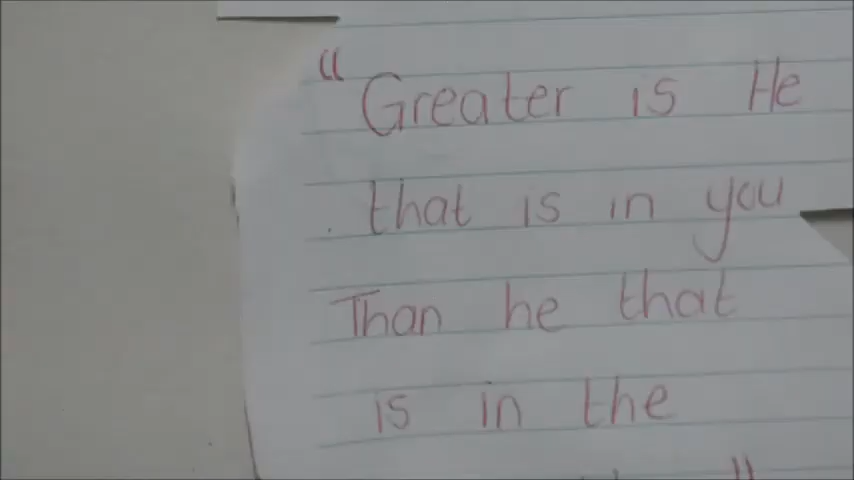 "Greater is He
that is in you
Than he that
is in the
"